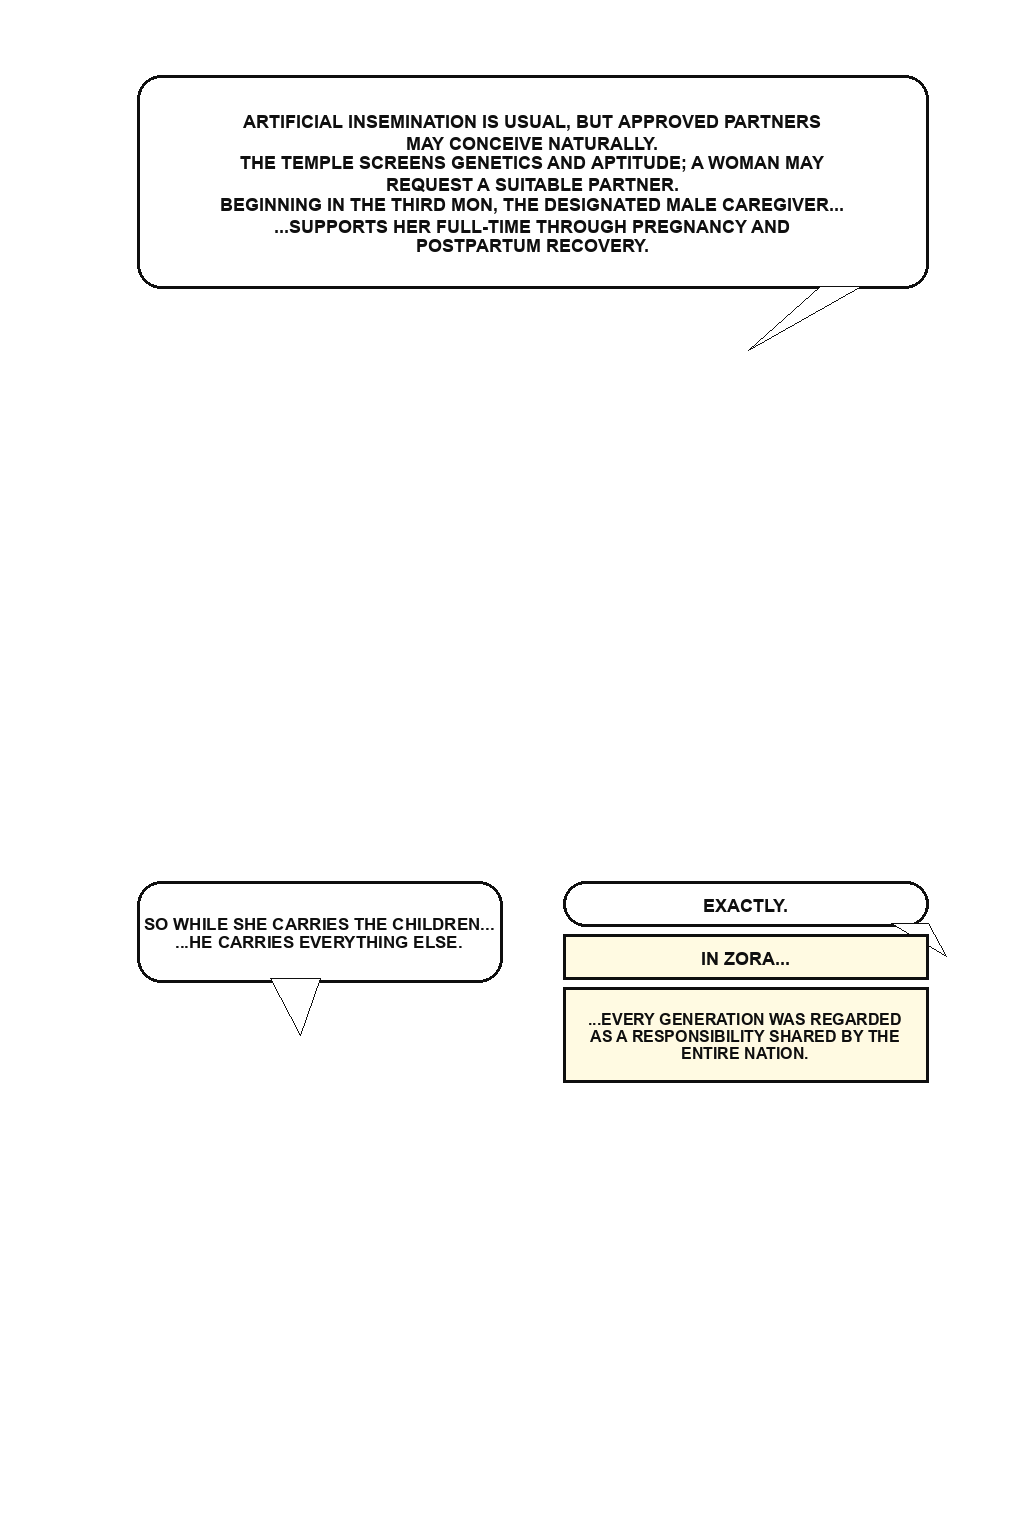 ARTIFICIAL INSEMINATION IS USUAL, BUT APPROVED PARTNERS
MAY CONCEIVE NATURALLY.
THE TEMPLE SCREENS GENETICS AND APTITUDE; A WOMAN MAY
REQUEST A SUITABLE PARTNER.
BEGINNING IN THE THIRD MON, THE DESIGNATED MALE CAREGIVER...
...SUPPORTS HER FULL-TIME THROUGH PREGNANCY AND
POSTPARTUM RECOVERY.
SO WHILE SHE CARRIES THE CHILDREN...
...HE CARRIES EVERYTHING ELSE.
EXACTLY.
IN ZORA...
...EVERY GENERATION WAS REGARDED
AS A RESPONSIBILITY SHARED BY THE
ENTIRE NATION.